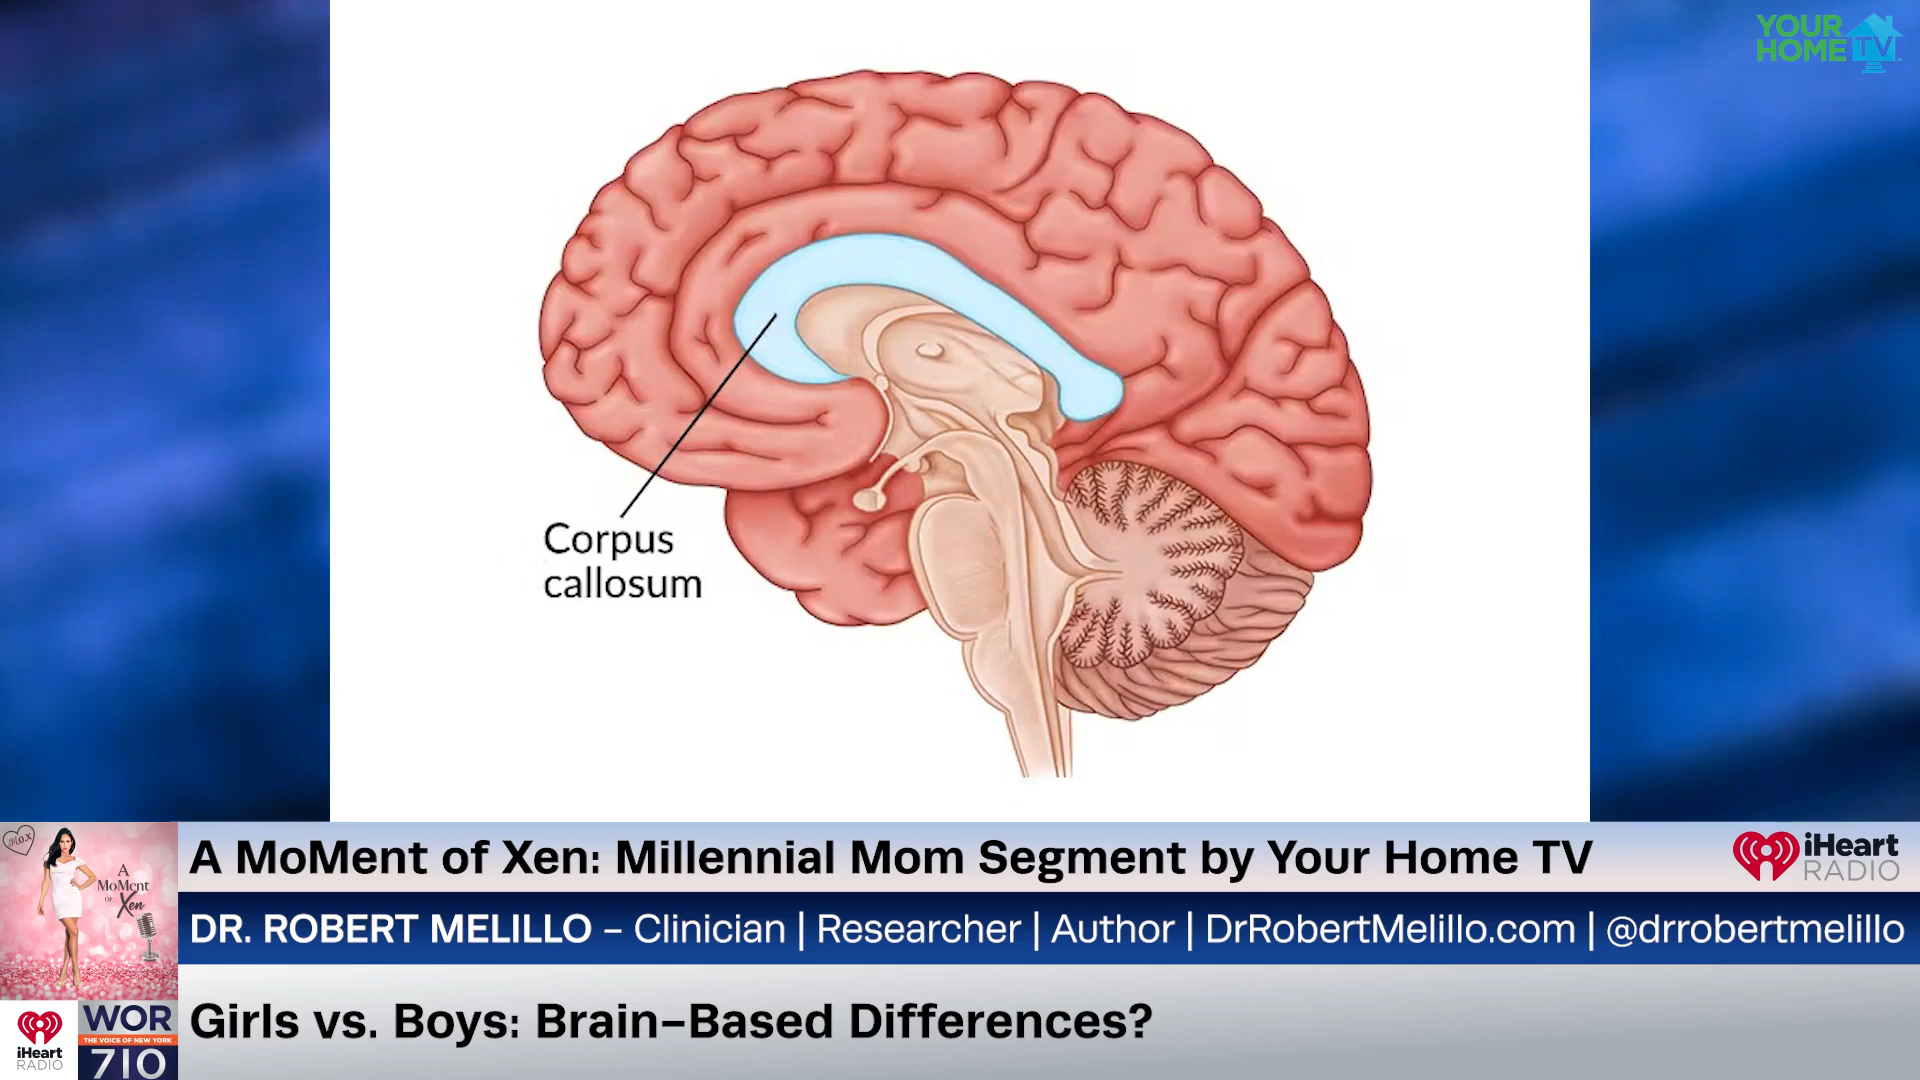 YOUR
HOME TV
Corpus
callosum
A MoMent of Xen: Millennial Mom Segment by Your Home TV
iHeart
RADIO
DR. ROBERT MELILLO – Clinician | Researcher | Author | DrRobertMelillo.com | @drrobertmelillo
Girls vs. Boys: Brain–Based Differences?
M.O.X
A
MoMent
OF Xen
iHeart
RADIO
WOR
THE VOICE OF NEW YORK
710